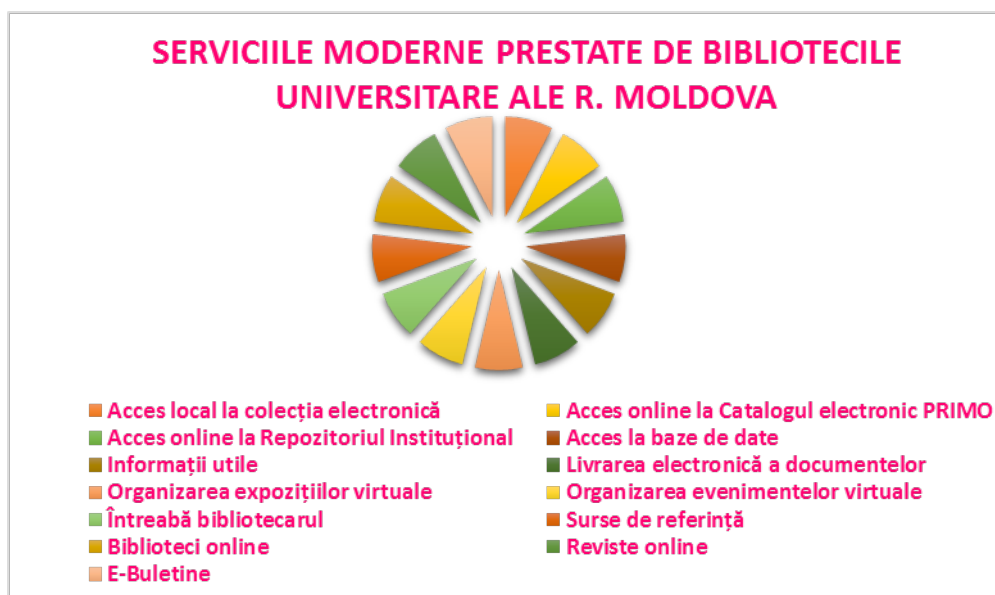 SERVICIILE MODERNE PRESTATE DE BIBLIOTECILE
UNIVERSITARE ALE R. MOLDOVA
Acces local la colecția electronică
Acces online la Catalogul electronic PRIMO
Acces online la Repozitoriul Instituțional
Acces la baze de date
Informații utile
Livrarea electronică a documentelor
Organizarea expozițiilor virtuale
Organizarea evenimentelor virtuale
Întreabă bibliotecarul
Surse de referință
Biblioteci online
Reviste online
E-Buletine